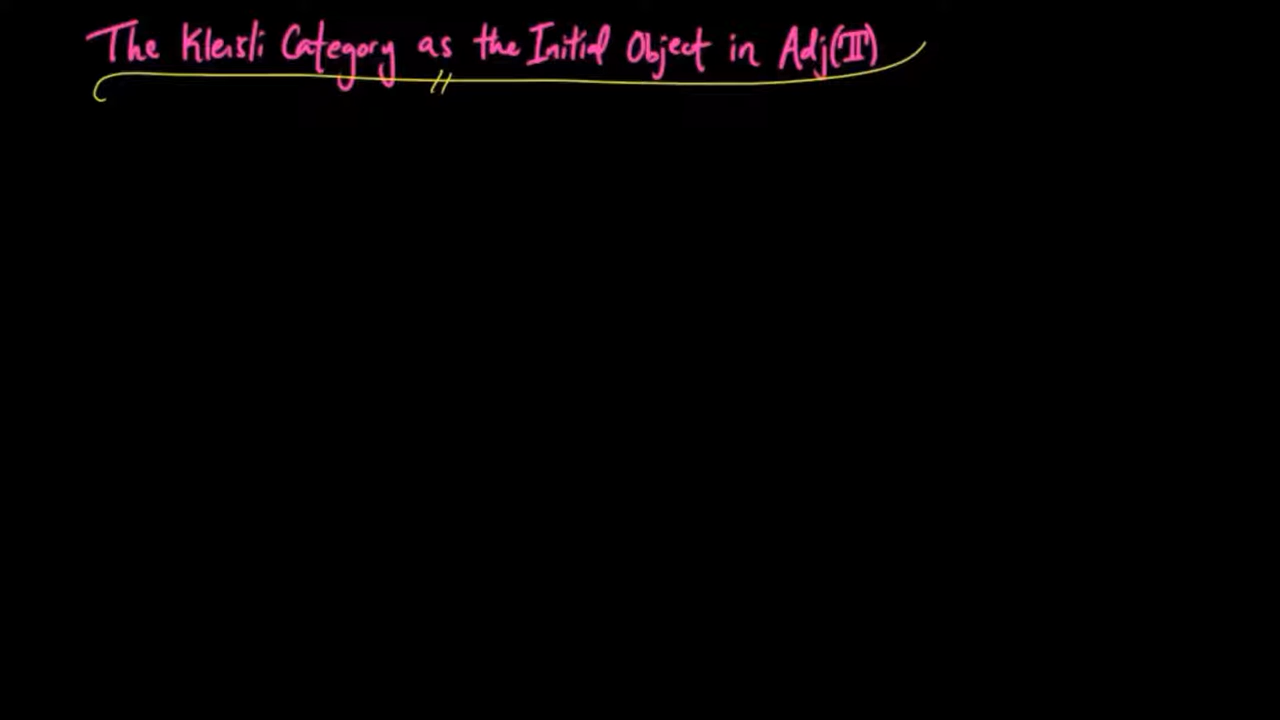 The Kleisli Category as the Initial Object in Adj(𝕋)